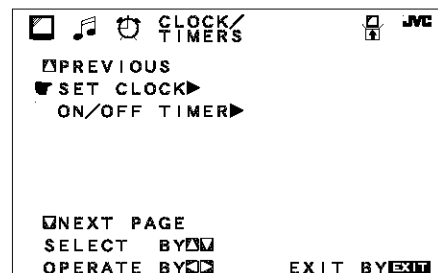 CLOCK/
TIMERS
JVC
PREVIOUS
SET CLOCK▶
ON/OFF TIMER▶
NEXT PAGE
SELECT BY
OPERATE BY
EXIT BY EXIT